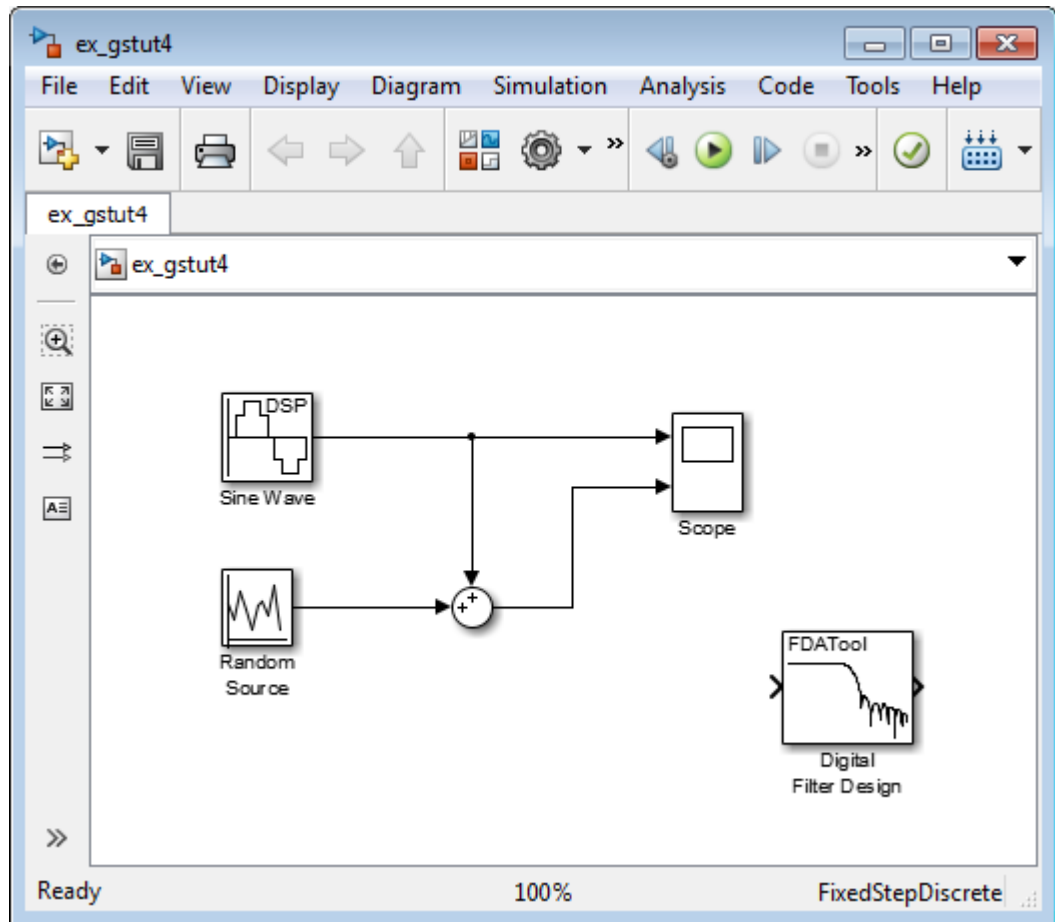 ex_gstut4
File Edit View Display Diagram Simulation Analysis Code Tools Help
ex_gstut4
ex_gstut4
DSP
Sine Wave
Scope
Random
Source
FDATool
Digital
Filter Design
Ready 100% FixedStepDiscrete